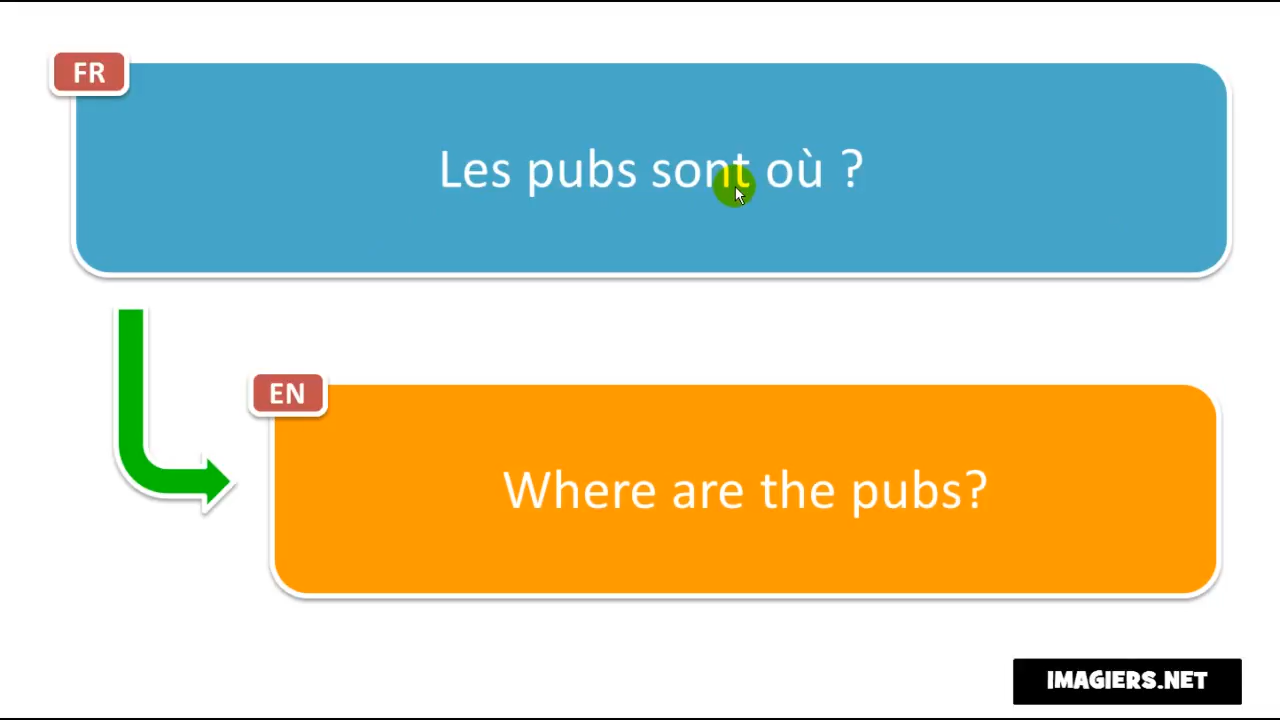 FR
Les pubs sont où ?
EN
Where are the pubs?
IMAGIERS.NET